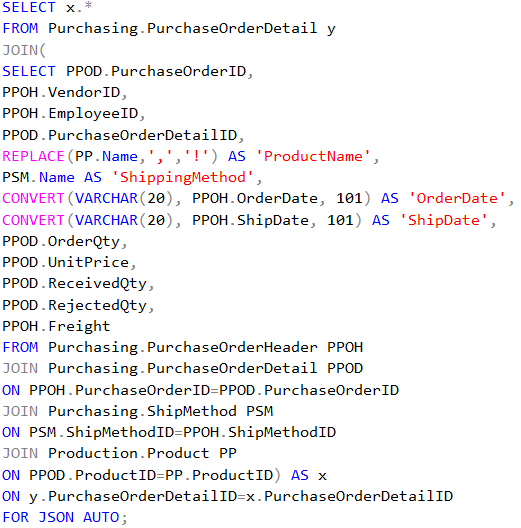 SELECT x.*
FROM Purchasing.PurchaseOrderDetail y
JOIN(
SELECT PPOD.PurchaseOrderID,
PPOH.VendorID,
PPOH.EmployeeID,
PPOD.PurchaseOrderDetailID,
REPLACE(PP.Name,',','!') AS 'ProductName',
PSM.Name AS 'ShippingMethod',
CONVERT(VARCHAR(20), PPOH.OrderDate, 101) AS 'OrderDate',
CONVERT(VARCHAR(20), PPOH.ShipDate, 101) AS 'ShipDate',
PPOD.OrderQty,
PPOD.UnitPrice,
PPOD.ReceivedQty,
PPOD.RejectedQty,
PPOH.Freight
FROM Purchasing.PurchaseOrderHeader PPOH
JOIN Purchasing.PurchaseOrderDetail PPOD
ON PPOH.PurchaseOrderID=PPOD.PurchaseOrderID
JOIN Purchasing.ShipMethod PSM
ON PSM.ShipMethodID=PPOH.ShipMethodID
JOIN Production.Product PP
ON PPOD.ProductID=PP.ProductID) AS x
ON y.PurchaseOrderDetailID=x.PurchaseOrderDetailID
FOR JSON AUTO;